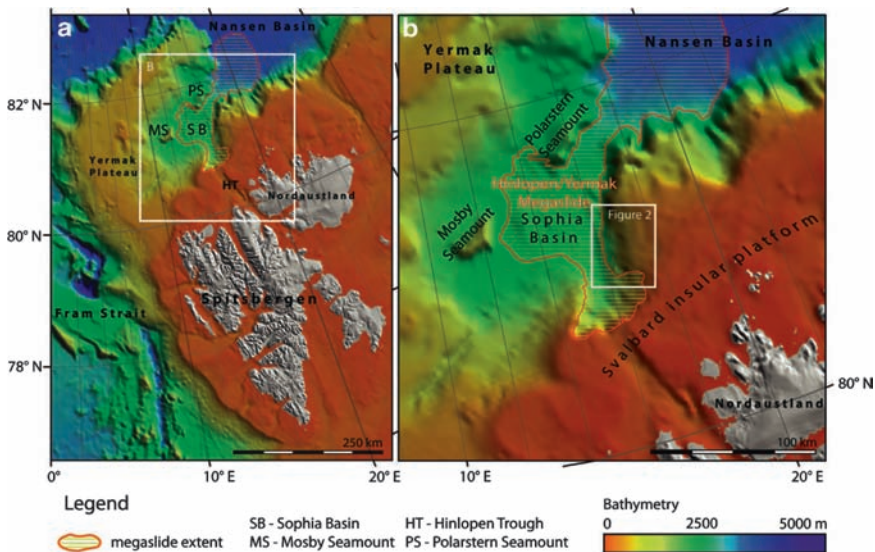 a
Nansen Basin
B
PS
82° N
MS
SB
Yermak
Plateau
HT
Nordaustland
80° N
Spitsbergen
Fram Strait
78° N
250 km
0°
10° E
20° E
b
Yermak
Plateau
Nansen Basin
Polarstern
Seamount
Hinlopen/Yermak
Megaslide
Sophia
Basin
Mosby
Seamount
Figure 2
Svalbard insular platform
80° N
Nordaustland
100 km
10° E
20° E
Legend
megaslide extent
SB - Sophia Basin
MS - Mosby Seamount
HT - Hinlopen Trough
PS - Polarstern Seamount
Bathymetry
0 2500 5000 m